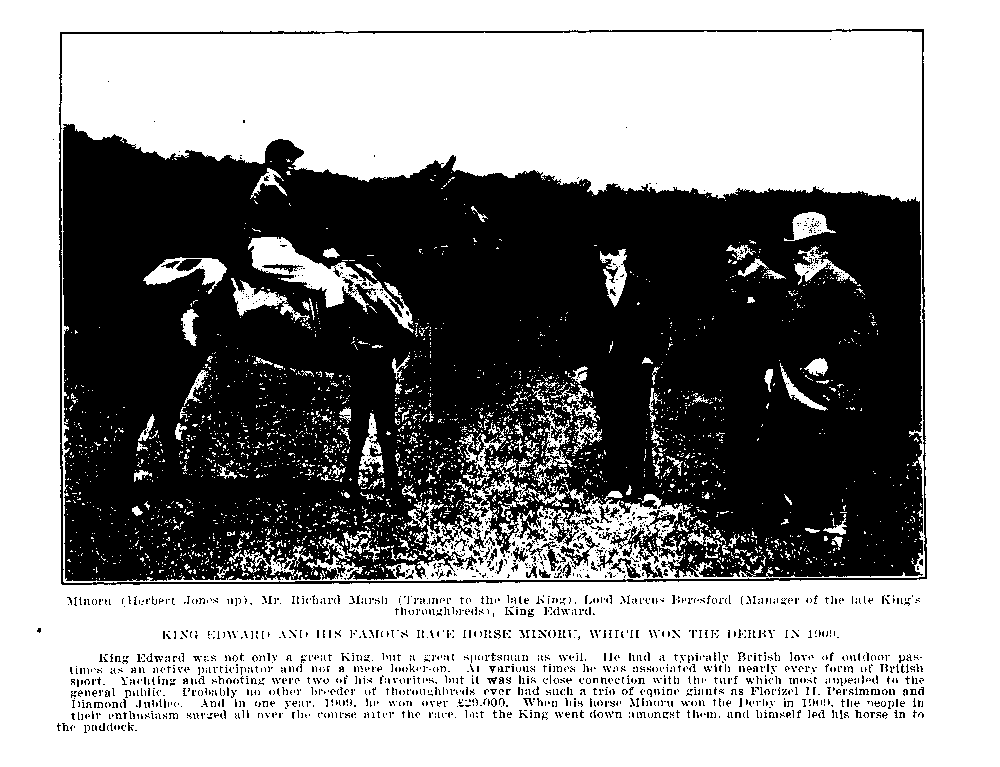 Minoru (Herbert Jones up), Mr. Richard Marsh (Trainer to the late King), Lord Marcus Beresford (Manager of the late King's
thoroughbreds), King Edward.
KING EDWARD AND HIS FAMOUS RACE HORSE MINORU, WHICH WON THE DERBY IN 1909.
King Edward was not only a great King, but a great sportsman as well. He had a typically British love of outdoor pas-
times as an active participator and not a mere looker-on. At various times he was associated with nearly every form of British
sport. Yachting and shooting were two of his favorites, but it was his close connection with the turf which most appealed to the
general public. Probably no other breeder of thoroughbreds ever had such a trio of equine giants as Florizel II, Persimmon and
Diamond Jubilee. And in one year, 1909, he won over £29,000. When his horse Minoru won the Derby in 1909, the people in
their enthusiasm surged all over the course after the race, but the King went down amongst them, and himself led his horse in to
the paddock.